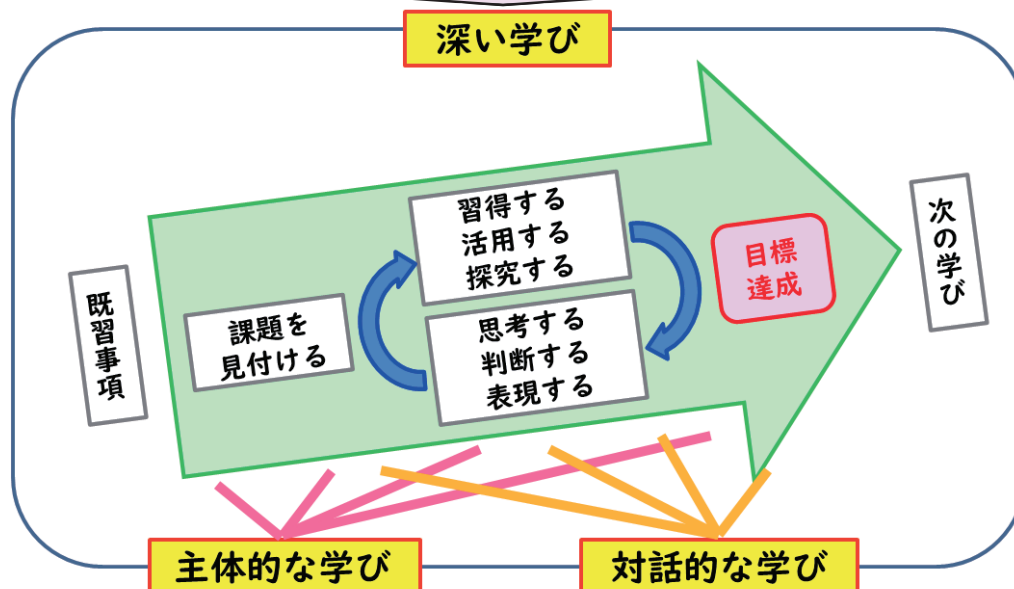 深い学び
既習事項
課題を
見付ける
習得する
活用する
探究する
思考する
判断する
表現する
目標
達成
次の学び
主体的な学び
対話的な学び